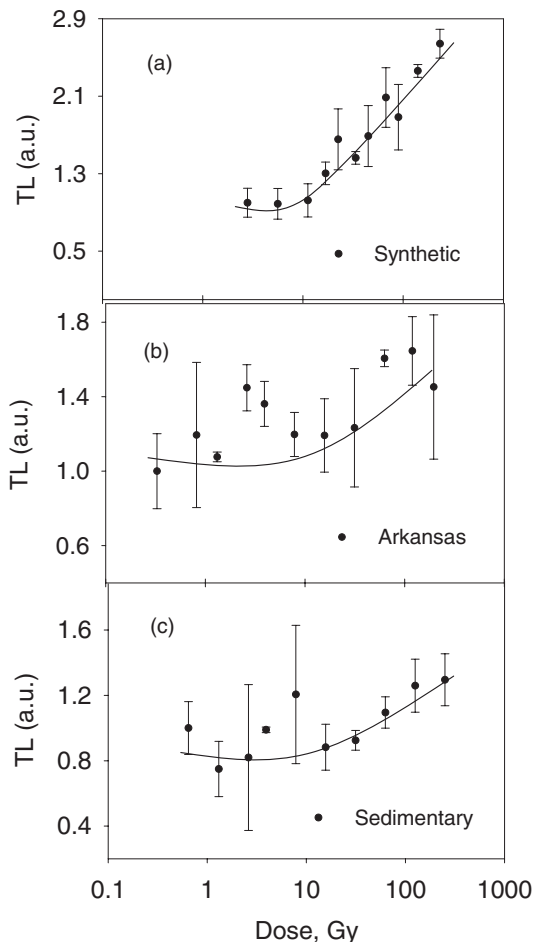 2.9
(a)
2.1
TL (a.u.)
1.3
0.5
Synthetic
1.8
(b)
1.4
TL (a.u.)
1.0
0.6
Arkansas
1.6
(c)
1.2
TL (a.u.)
0.8
0.4
Sedimentary
0.1 1 10 100 1000
Dose, Gy